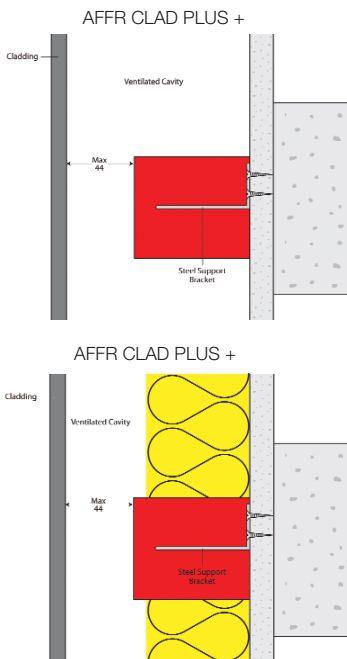 AFFR CLAD PLUS +
Cladding
Ventilated Cavity
Max
44
Steel Support
Bracket
AFFR CLAD PLUS +
Cladding
Ventilated Cavity
Max
44
Steel Support
Bracket